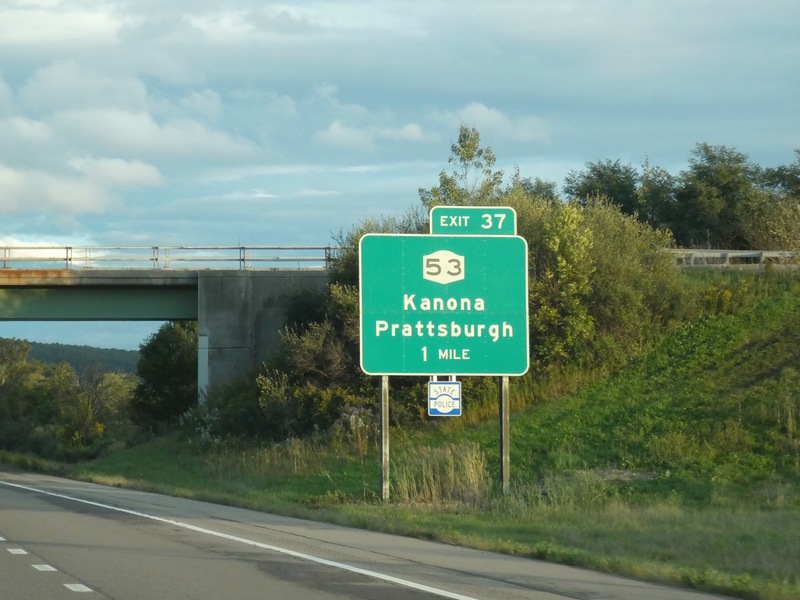 EXIT 37
53
Kanona
Prattsburgh
1 MILE
STATE
POLICE